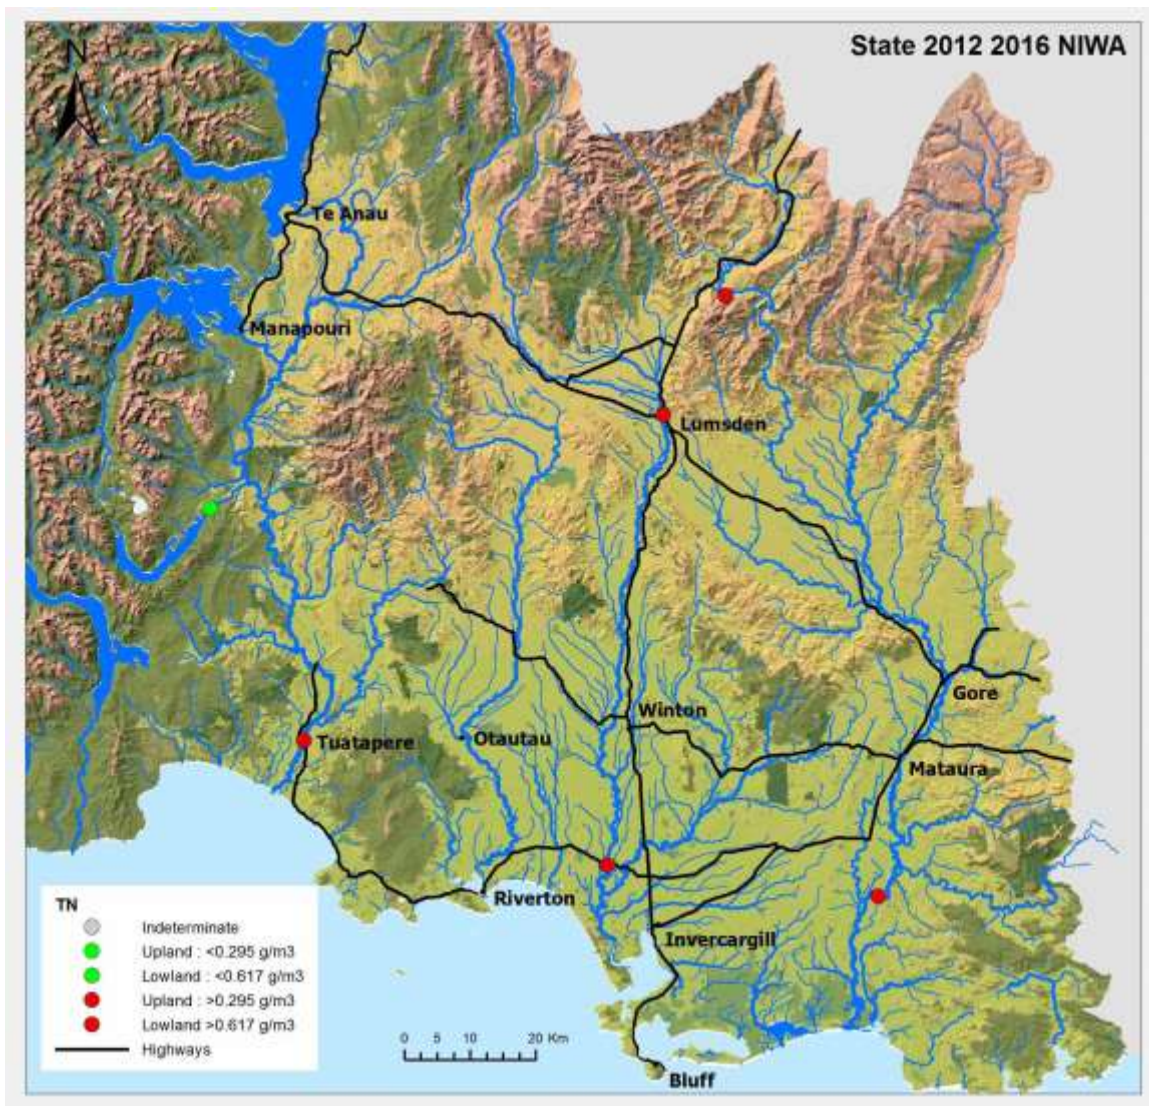 State 2012 2016 NIWA
N
Te Anau
Manapouri
Lumsden
Gore
Winton
Tuatapere
Otautau
Mataura
Riverton
Invercargill
Bluff
TN
Indeterminate
Upland : <0.295 g/m3
Lowland : <0.617 g/m3
Upland : >0.295 g/m3
Lowland >0.617 g/m3
Highways
0 5 10 20 Km